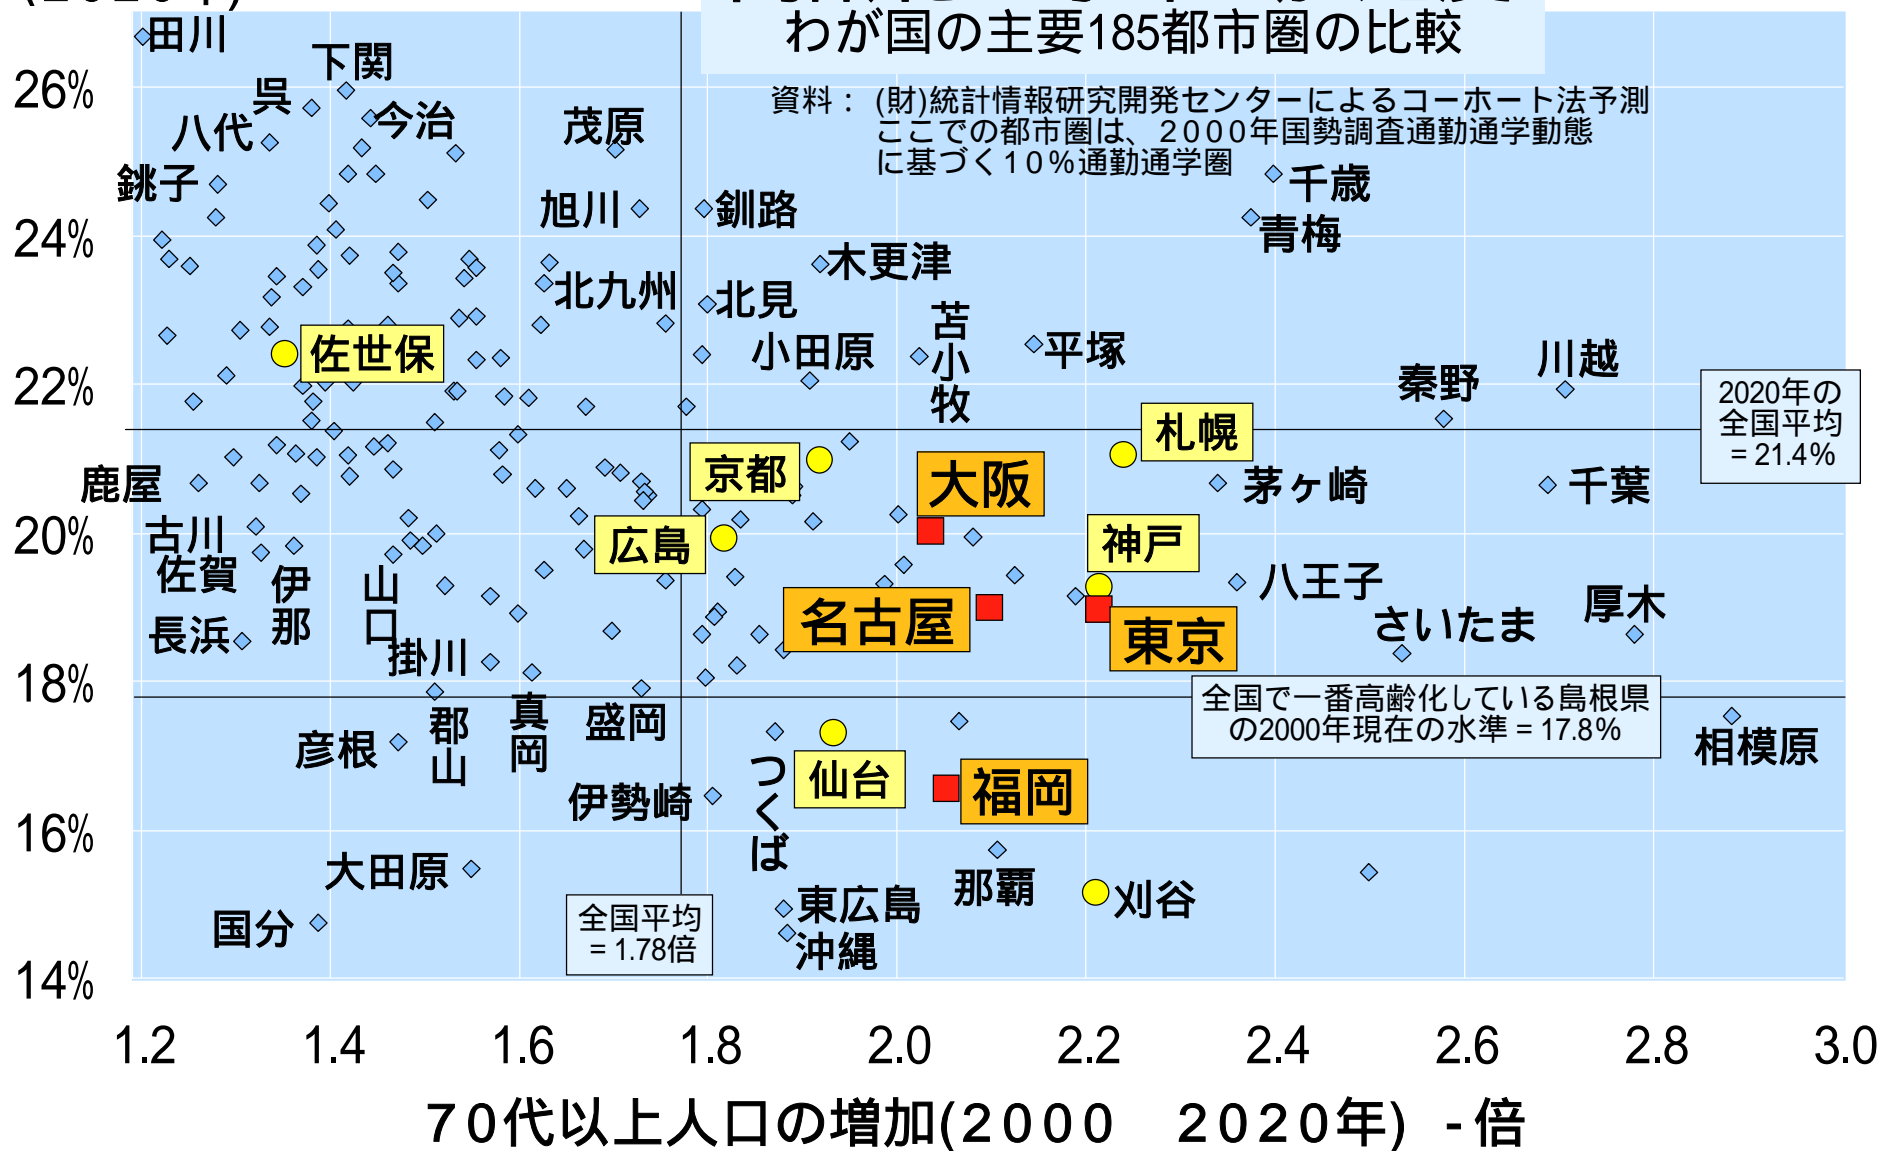 わが国の主要185都市圏の比較
資料： (財)統計情報研究開発センターによるコーホート法予測
ここでの都市圏は、2000年国勢調査通勤通学動態
に基づく10%通勤通学圏
26%
24%
22%
20%
18%
16%
14%
田川
下関
呉
今治
八代
茂原
銚子
千歳
旭川
釧路
青梅
木更津
北九州
北見
苫小牧
佐世保
小田原
平塚
川越
秦野
2020年の
全国平均
= 21.4%
札幌
京都
大阪
鹿屋
茅ヶ崎
千葉
古川
広島
神戸
佐賀
伊那
山口
八王子
名古屋
厚木
長浜
東京
さいたま
掛川
全国で一番高齢化している島根県
の2000年現在の水準 = 17.8%
郡山
真岡
盛岡
彦根
相模原
つくば
仙台
福岡
伊勢崎
大田原
那覇
刈谷
東広島
国分
沖縄
全国平均
= 1.78倍
1.2
1.4
1.6
1.8
2.0
2.2
2.4
2.6
2.8
3.0
70代以上人口の増加(2000　2020年) -倍